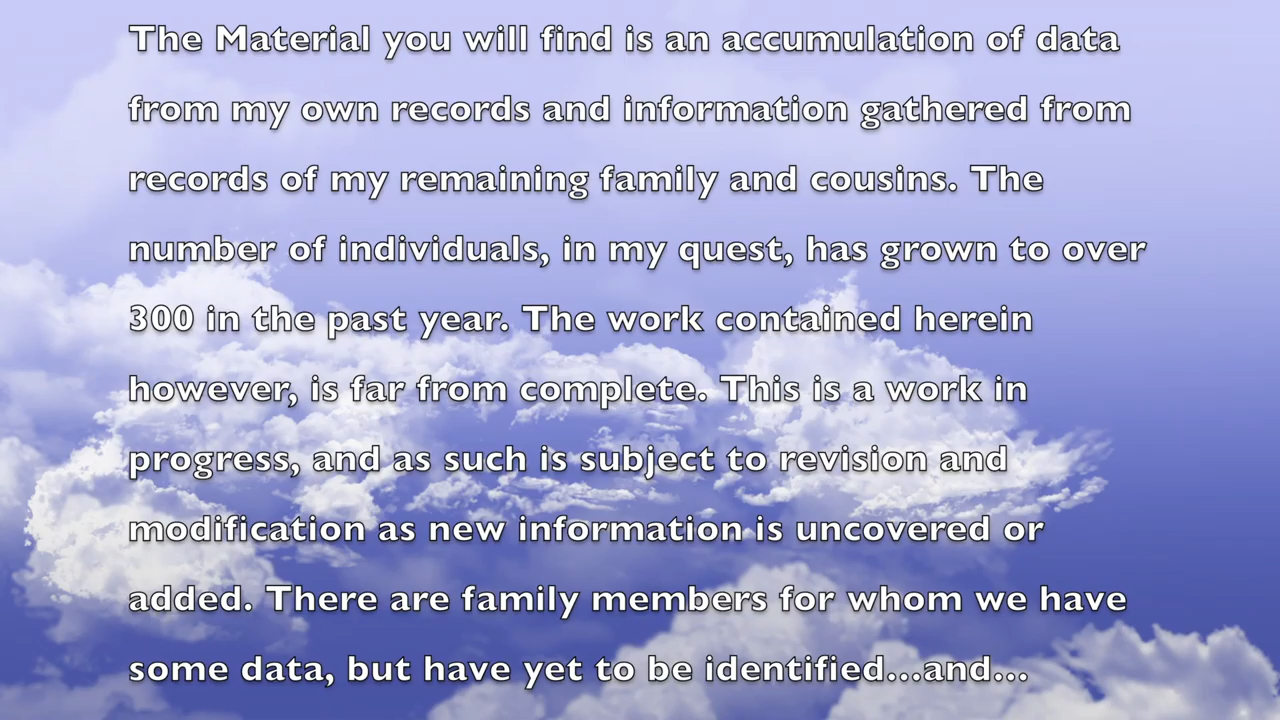 The Material you will find is an accumulation of data
from my own records and information gathered from
records of my remaining family and cousins. The
number of individuals, in my quest, has grown to over
300 in the past year. The work contained herein
however, is far from complete. This is a work in
progress, and as such is subject to revision and
modification as new information is uncovered or
added. There are family members for whom we have
some data, but have yet to be identified...and...